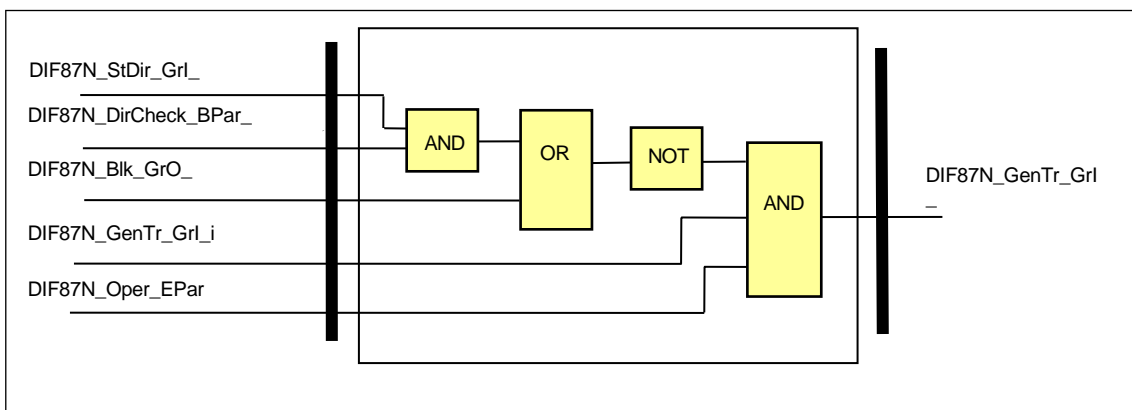 DIF87N_StDir_GrI_
DIF87N_DirCheck_BPar_
DIF87N_Blk_GrO_
DIF87N_GenTr_GrI_i
DIF87N_Oper_EPar
AND
OR
NOT
AND
DIF87N_GenTr_GrI
_